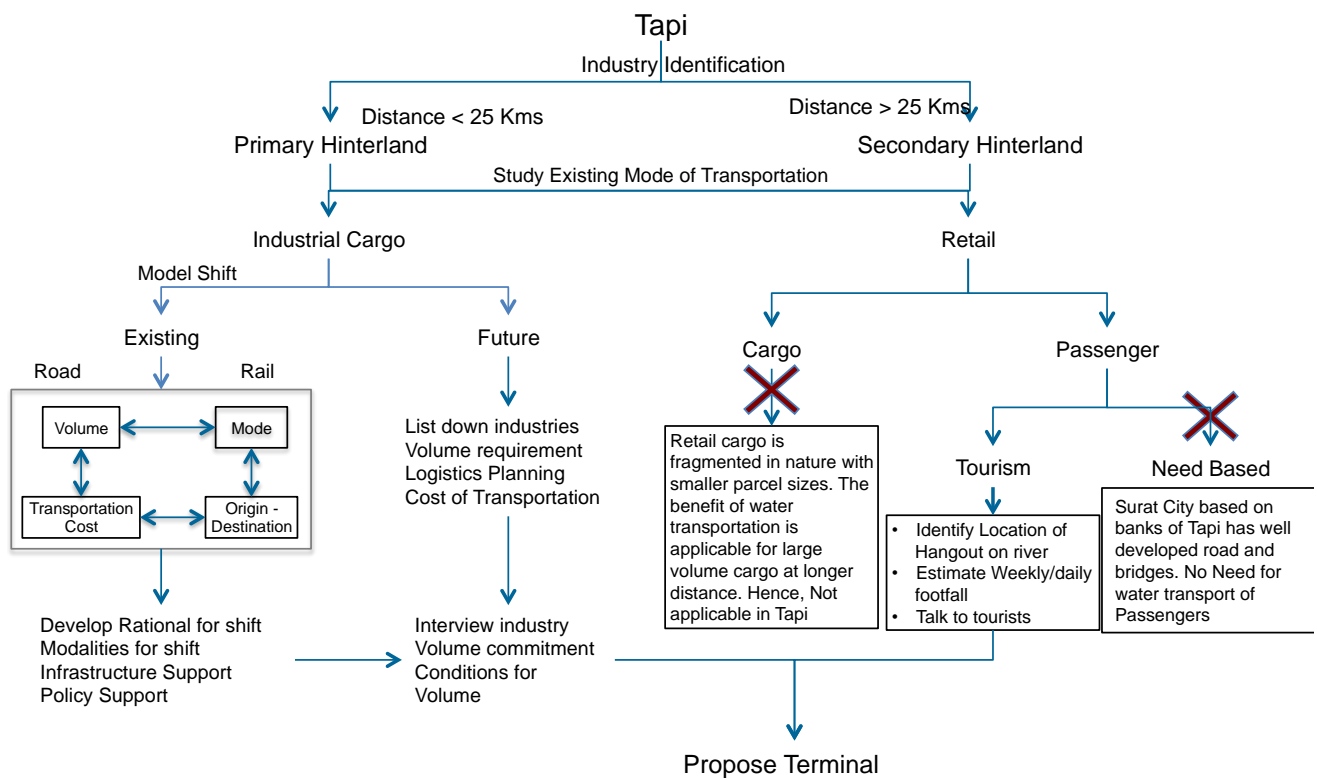 Tapi
Industry Identification
Distance < 25 Kms
Distance > 25 Kms
Primary Hinterland
Secondary Hinterland
Study Existing Mode of Transportation
Industrial Cargo
Retail
Model Shift
Existing
Future
Cargo
Passenger
Road
Rail
Volume
Mode
Transportation
Cost
Origin -
Destination
List down industries
Volume requirement
Logistics Planning
Cost of Transportation
Retail cargo is
fragmented in nature with
smaller parcel sizes. The
benefit of water
transportation is
applicable for large
volume cargo at longer
distance. Hence, Not
applicable in Tapi
Tourism
Need Based
• Identify Location of
Hangout on river
• Estimate Weekly/daily
footfall
• Talk to tourists
Surat City based on
banks of Tapi has well
developed road and
bridges. No Need for
water transport of
Passengers
Develop Rational for shift
Modalities for shift
Infrastructure Support
Policy Support
Interview industry
Volume commitment
Conditions for
Volume
Propose Terminal